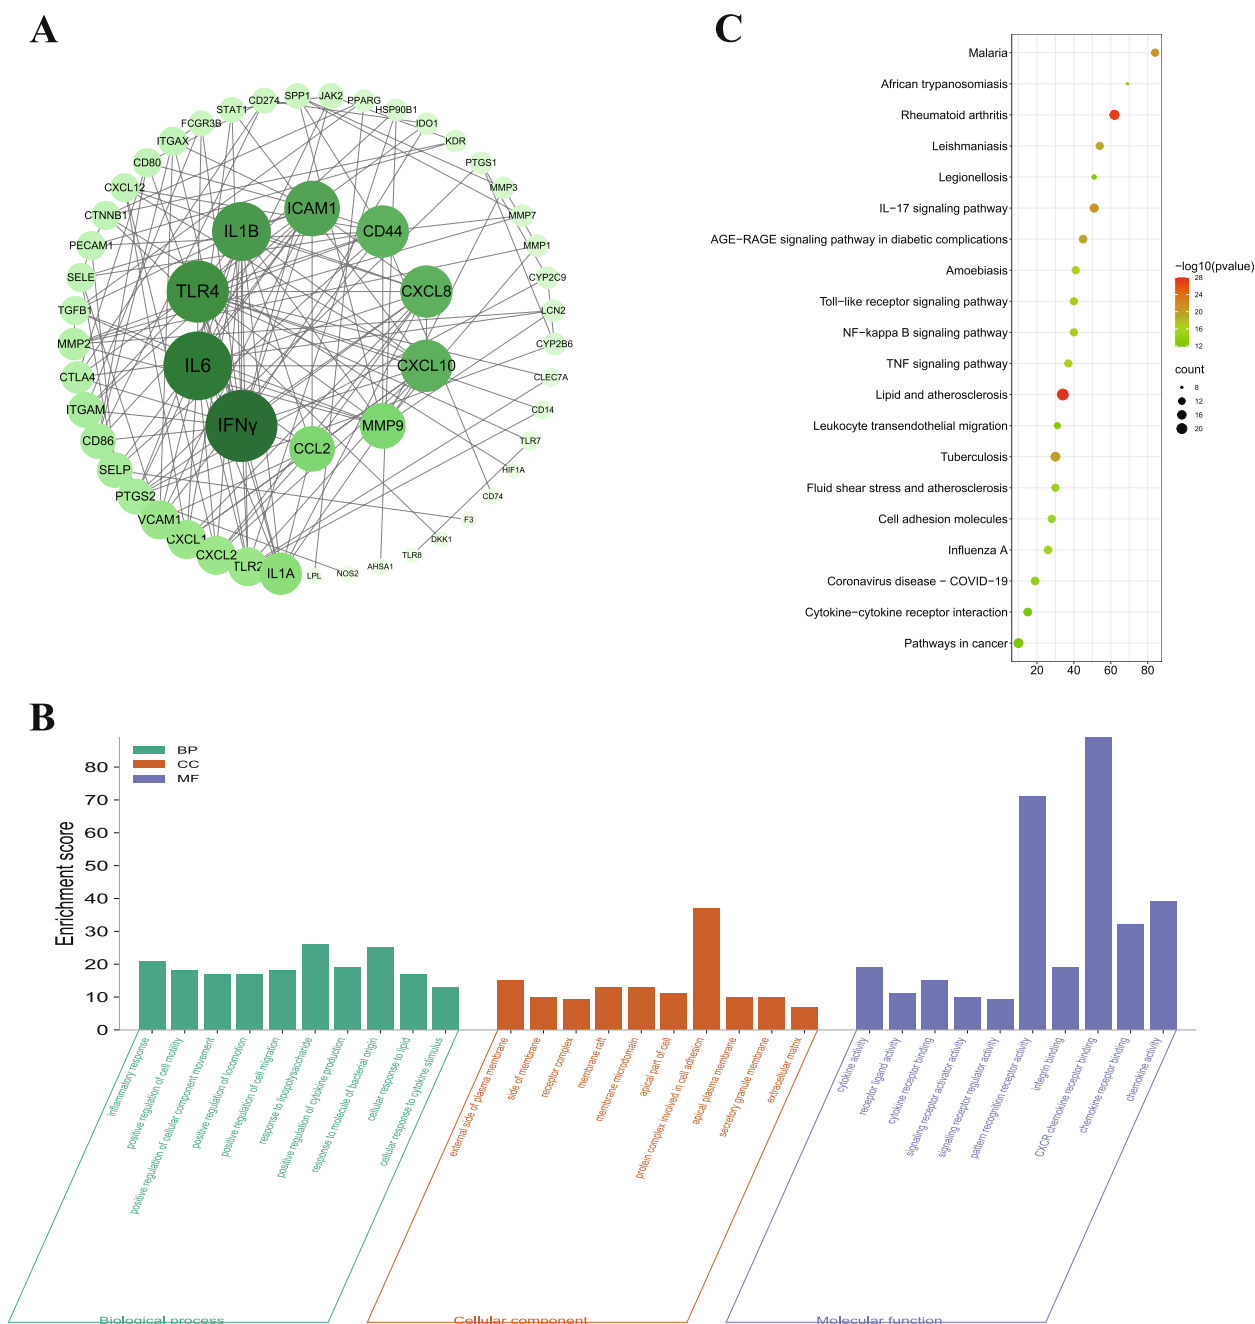 A
CD274
SPP1
JAK2
PPARG
HSP90B1
STAT1
IDO1
FCGR3B
KDR
ITGAX
CD80
PTGS1
CXCL12
MMP3
CTNNB1
MMP7
PECAM1
MMP1
SELE
CYP2C9
TGFB1
LCN2
MMP2
CYP2B6
CTLA4
CLEC7A
ITGAM
CD14
CD86
TLR7
SELP
HIF1A
PTGS2
CD74
VCAM1
F3
CXCL1
DKK1
CXCL2
TLR8
TLR2
AHSA1
IL1A
LPL
NOS2
ICAM1
IL1B
CD44
TLR4
CXCL8
IL6
CXCL10
IFNγ
MMP9
CCL2
C
Malaria
African trypanosomiasis
Rheumatoid arthritis
Leishmaniasis
Legionellosis
IL−17 signaling pathway
AGE−RAGE signaling pathway in diabetic complications
Amoebiasis
Toll−like receptor signaling pathway
NF−kappa B signaling pathway
TNF signaling pathway
Lipid and atherosclerosis
Leukocyte transendothelial migration
Tuberculosis
Fluid shear stress and atherosclerosis
Cell adhesion molecules
Influenza A
Coronavirus disease − COVID−19
Cytokine−cytokine receptor interaction
Pathways in cancer
20 40 60 80
−log10(pvalue)
28
24
20
16
12
count
8
12
16
20
B
BP
CC
MF
Enrichment score
80
70
60
50
40
30
20
10
0
inflammatory response
positive regulation of cell motility
positive regulation of cellular component movement
positive regulation of locomotion
positive regulation of cell migration
response to lipopolysaccharide
positive regulation of cytokine production
response to molecule of bacterial origin
cellular response to lipid
cellular response to cytokine stimulus
external side of plasma membrane
side of membrane
receptor complex
membrane raft
membrane microdomain
apical part of cell
protein complex involved in cell adhesion
apical plasma membrane
secretory granule membrane
extracellular matrix
cytokine activity
receptor ligand activity
cytokine receptor binding
signaling receptor activator activity
signaling receptor regulator activity
pattern recognition receptor activity
integrin binding
CXCR chemokine receptor binding
chemokine receptor binding
chemokine activity
Biological process
Cellular component
Molecular function